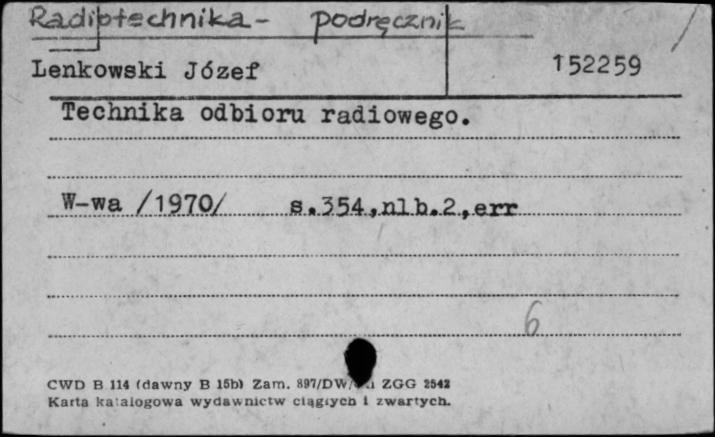 Radiotechnika - podręcznik
Lenkowski Józef 152259
Technika odbioru radiowego.
W-wa /1970/ s.354,nlb.2,err
6
CWD B 114 (dawny B 15b) Zam. 897/DW/ ZGG 2542
Karta katalogowa wydawnictw ciągłych i zwartych.